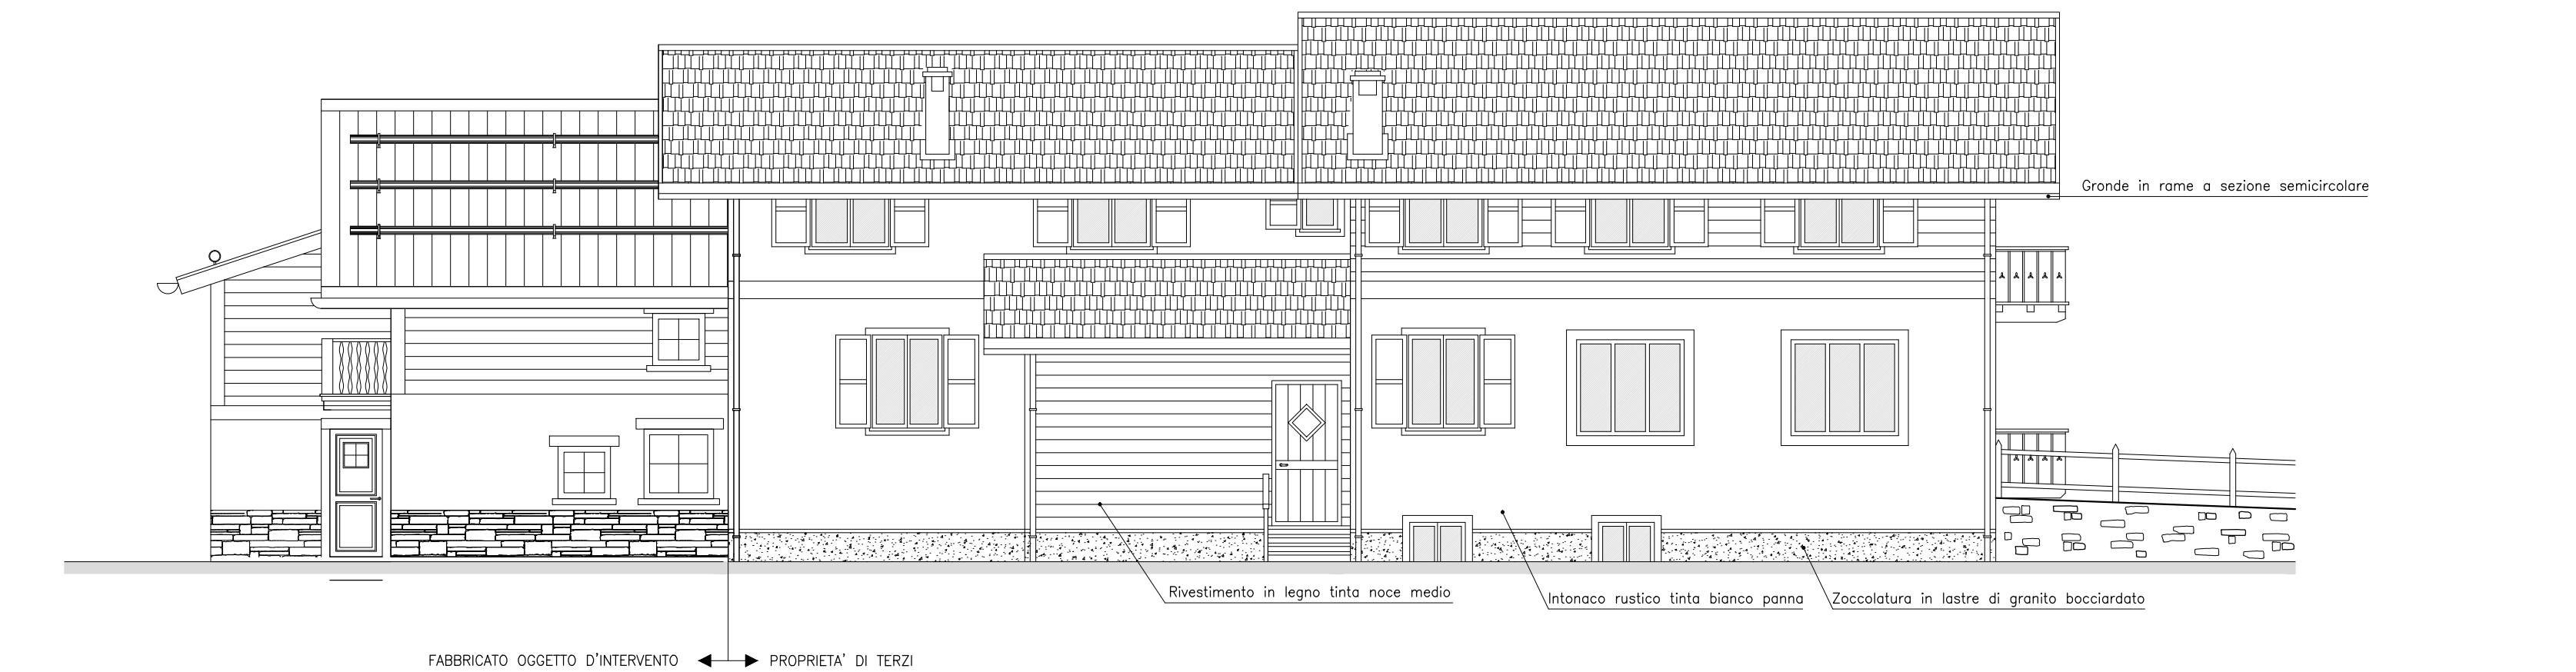 Gronde in rame a sezione semicircolare
Rivestimento in legno tinta noce medio
Intonaco rustico tinta bianco panna
Zoccolatura in lastre di granito bocciardato
FABBRICATO OGGETTO D'INTERVENTO
PROPRIETA' DI TERZI